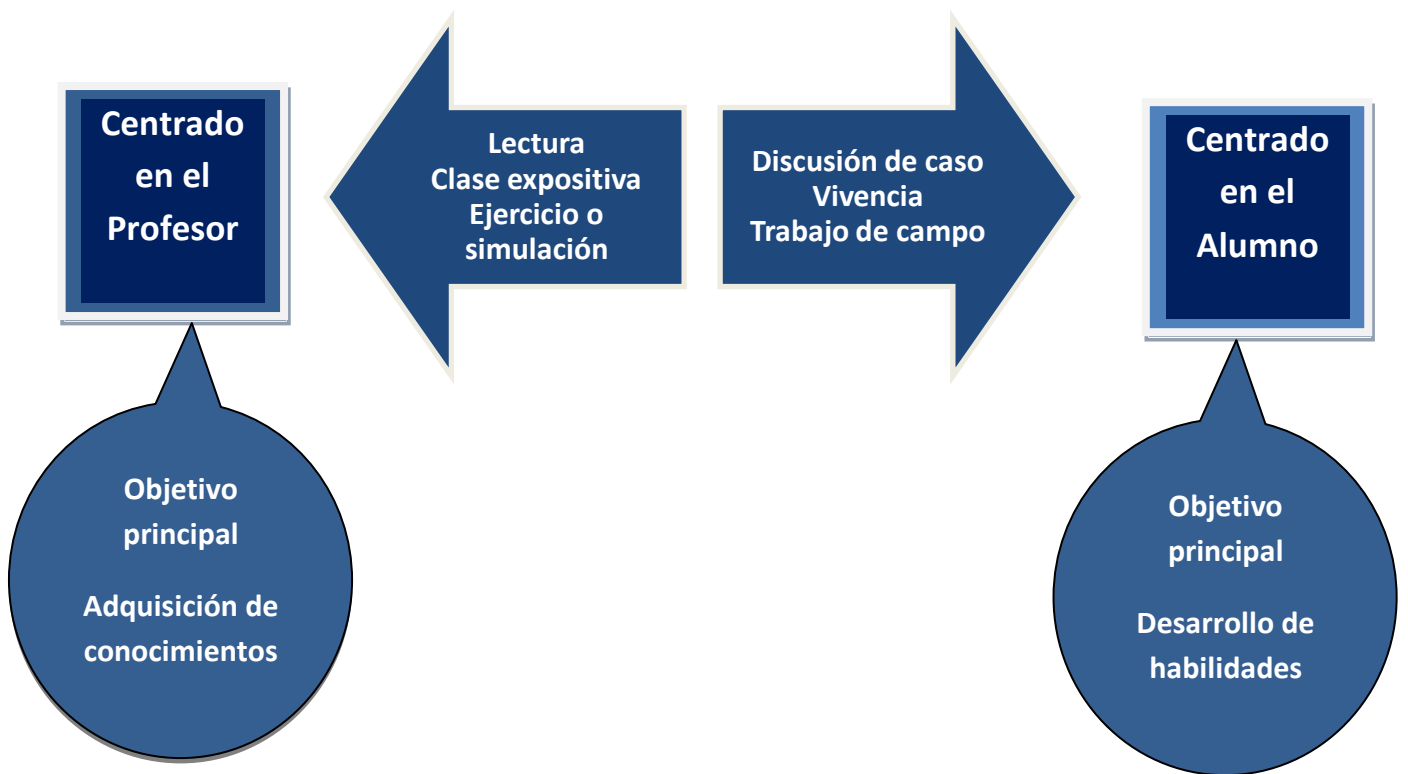 Centrado
en el
Profesor
Lectura
Clase expositiva
Ejercicio o
simulación
Discusión de caso
Vivencia
Trabajo de campo
Centrado
en el
Alumno
Objetivo
principal
Adquisición de
conocimientos
Objetivo
principal
Desarrollo de
habilidades